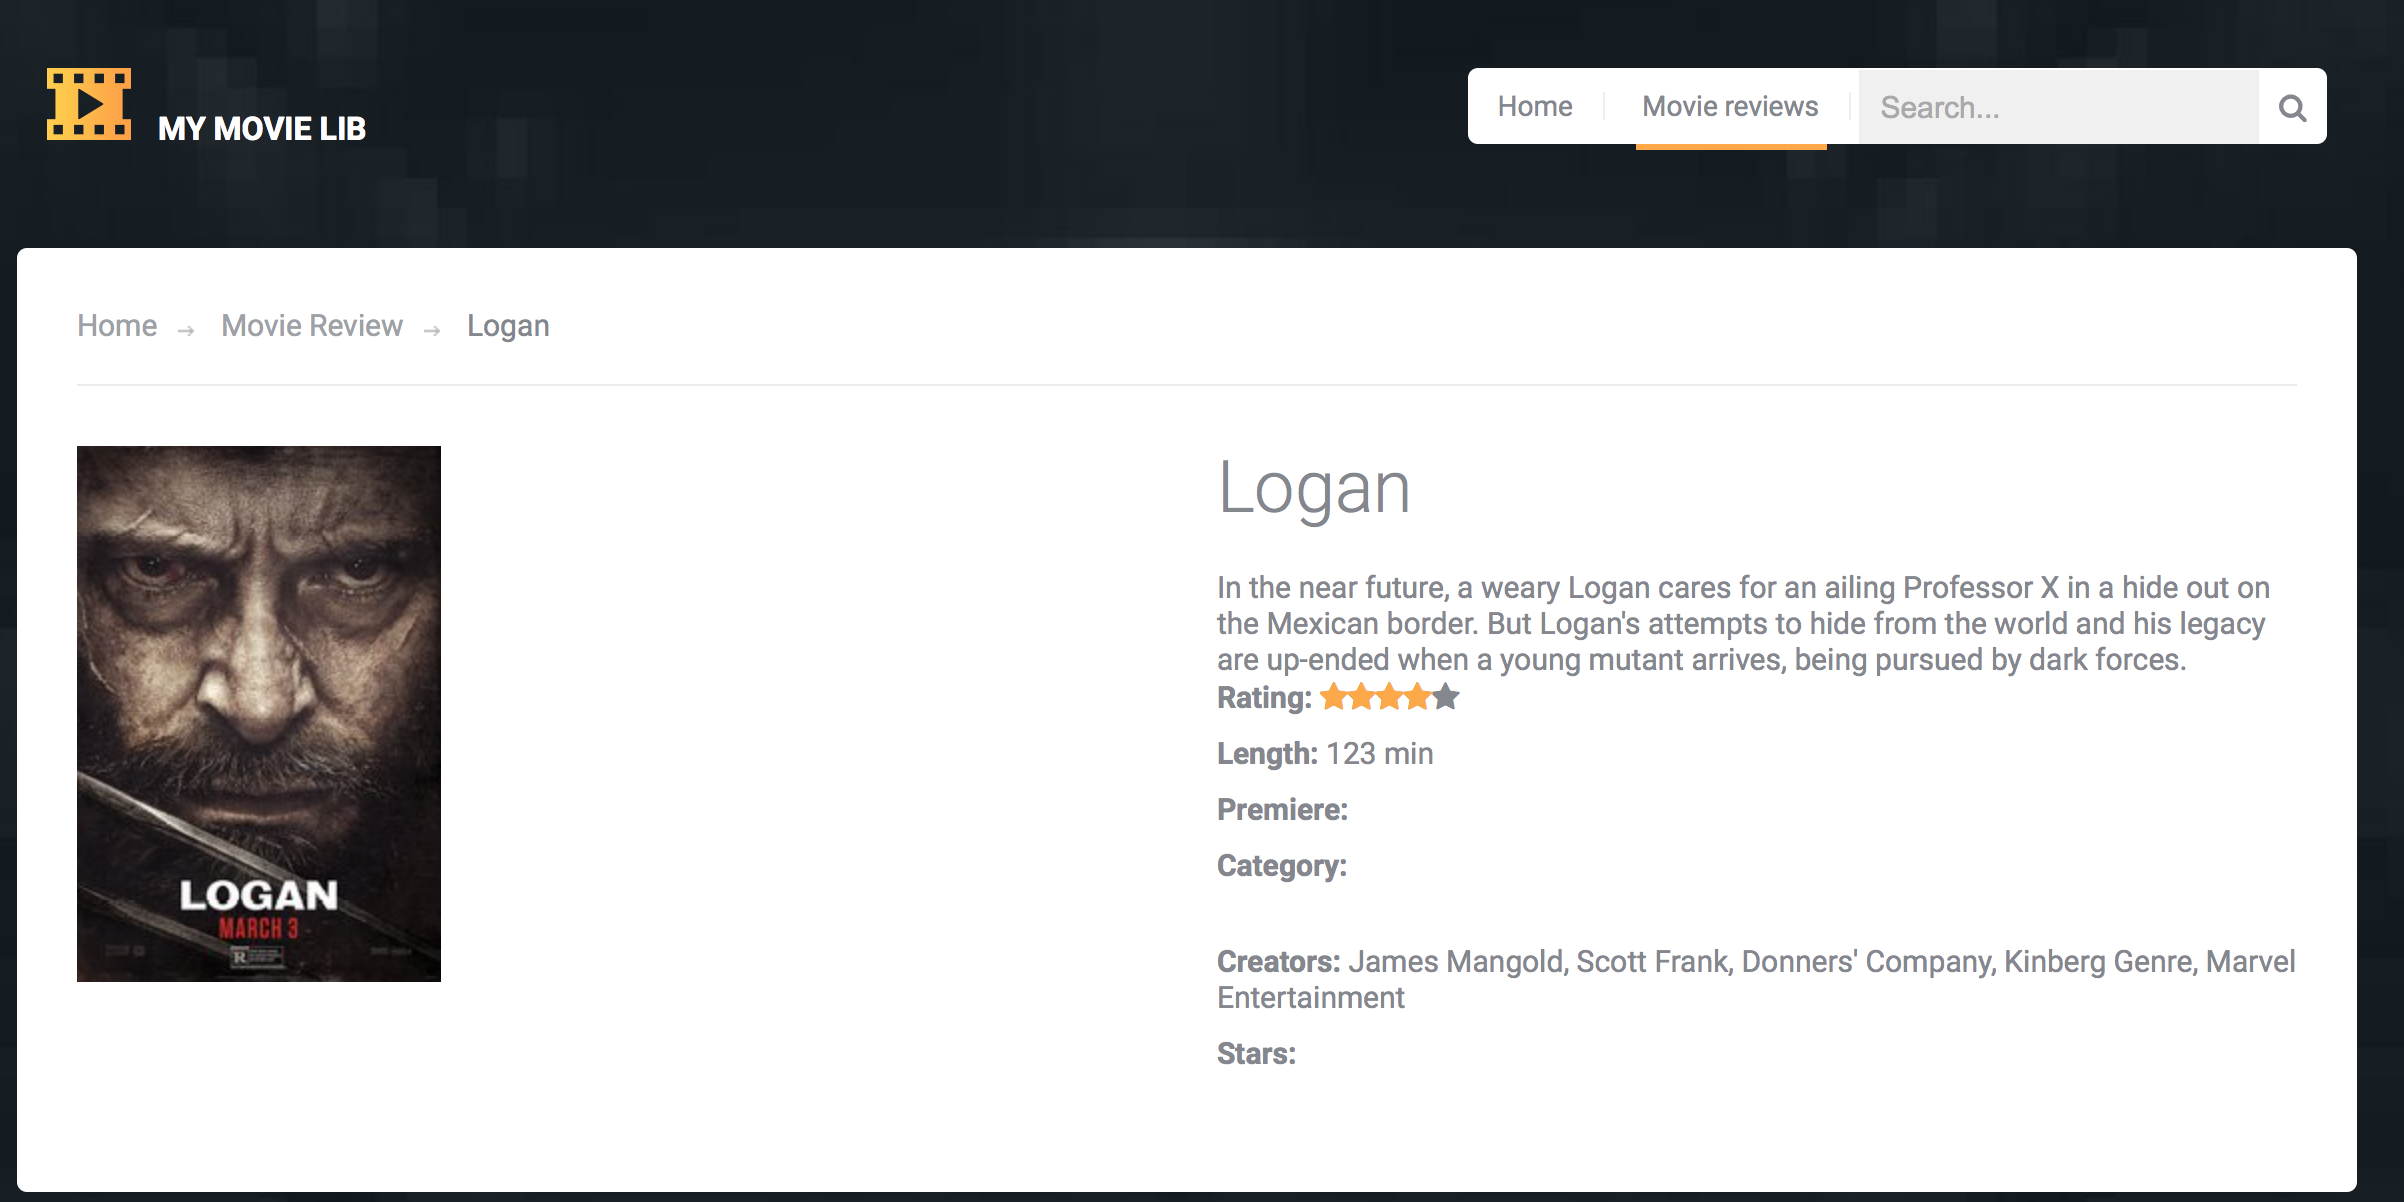 MY MOVIE LIB
Home
Movie reviews
Search...
Home → Movie Review → Logan
LOGAN
MARCH 3
R
Logan
In the near future, a weary Logan cares for an ailing Professor X in a hide out on
the Mexican border. But Logan's attempts to hide from the world and his legacy
are up-ended when a young mutant arrives, being pursued by dark forces.
Rating:
Length: 123 min
Premiere:
Category:
Creators: James Mangold, Scott Frank, Donners' Company, Kinberg Genre, Marvel
Entertainment
Stars: